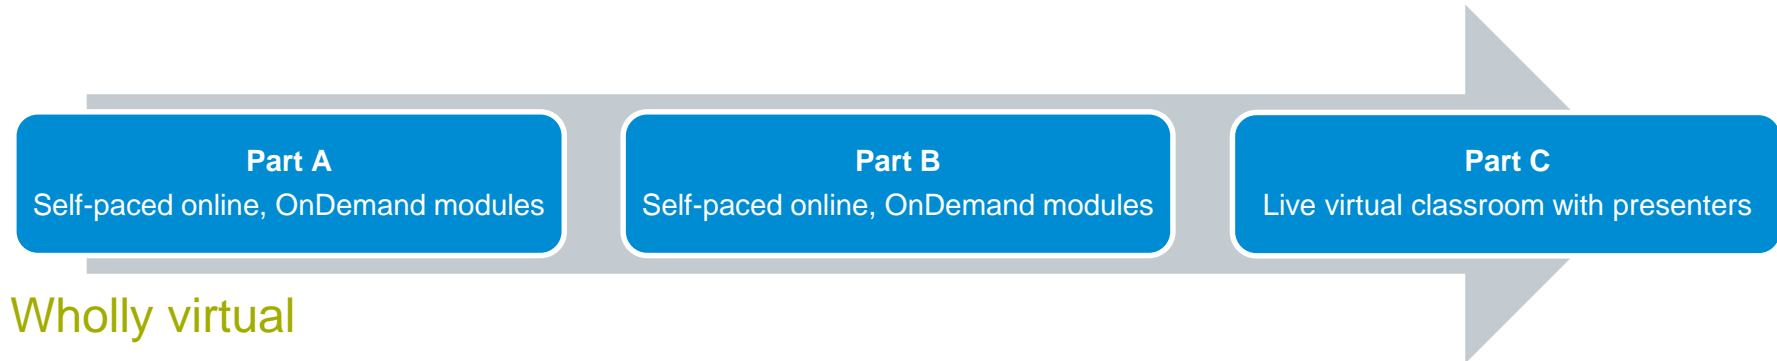 Part A
Self-paced online, OnDemand modules
Part B
Self-paced online, OnDemand modules
Part C
Live virtual classroom with presenters
Wholly virtual